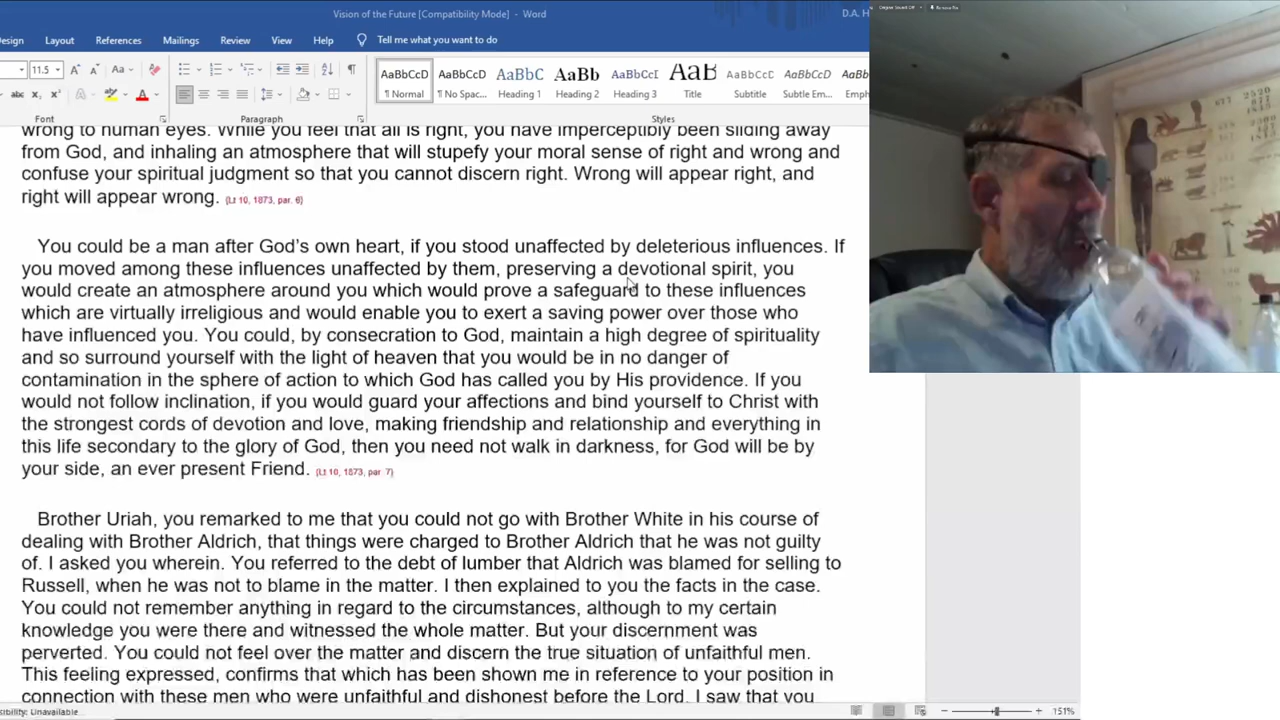 Vision of the Future [Compatibility Mode] - Word
D.A. H
Design Layout References Mailings Review View Help Tell me what you want to do
11.5
AaBbCcD AaBbCcD AaBbC AaBb AaBbCcI AaB AaBbCcD AaBbCcD AaBbC
¶ Normal ¶ No Spac... Heading 1 Heading 2 Heading 3 Title Subtitle Subtle Em... Emph
Font Paragraph Styles
wrong to human eyes. While you feel that all is right, you have imperceptibly been sliding away
from God, and inhaling an atmosphere that will stupefy your moral sense of right and wrong and
confuse your spiritual judgment so that you cannot discern right. Wrong will appear right, and
right will appear wrong. {Lt 10, 1873, par. 6}
You could be a man after God's own heart, if you stood unaffected by deleterious influences. If
you moved among these influences unaffected by them, preserving a devotional spirit, you
would create an atmosphere around you which would prove a safeguard to these influences
which are virtually irreligious and would enable you to exert a saving power over those who
have influenced you. You could, by consecration to God, maintain a high degree of spirituality
and so surround yourself with the light of heaven that you would be in no danger of
contamination in the sphere of action to which God has called you by His providence. If you
would not follow inclination, if you would guard your affections and bind yourself to Christ with
the strongest cords of devotion and love, making friendship and relationship and everything in
this life secondary to the glory of God, then you need not walk in darkness, for God will be by
your side, an ever present Friend. {Lt 10, 1873, par. 7}
Brother Uriah, you remarked to me that you could not go with Brother White in his course of
dealing with Brother Aldrich, that things were charged to Brother Aldrich that he was not guilty
of. I asked you wherein. You referred to the debt of lumber that Aldrich was blamed for selling to
Russell, when he was not to blame in the matter. I then explained to you the facts in the case.
You could not remember anything in regard to the circumstances, although to my certain
knowledge you were there and witnessed the whole matter. But your discernment was
perverted. You could not feel over the matter and discern the true situation of unfaithful men.
This feeling expressed, confirms that which has been shown me in reference to your position in
connection with these men who were unfaithful and dishonest before the Lord. I saw that you
sibility: Unavailable
151%
677 2520